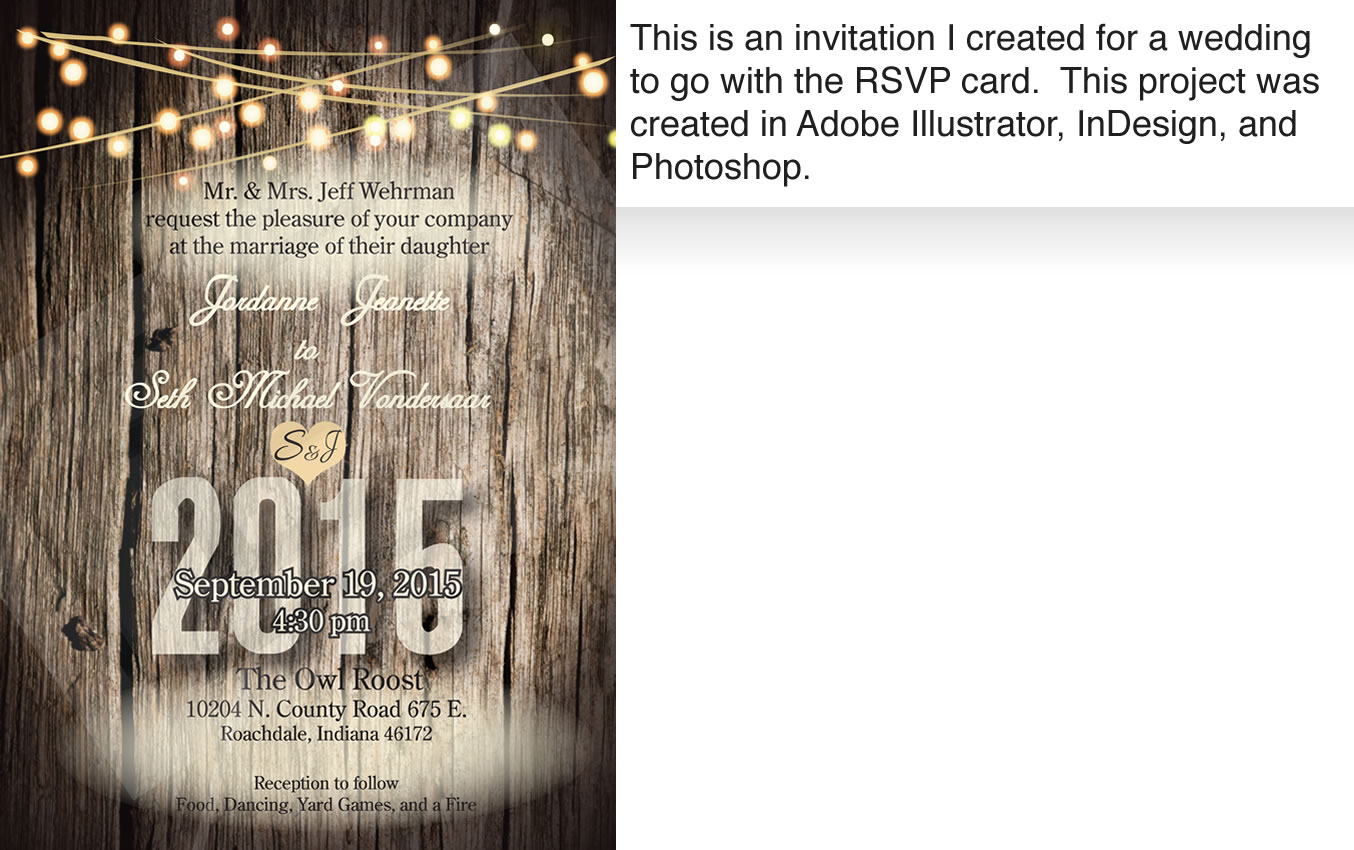 Mr. & Mrs. Jeff Wehrman
request the pleasure of your company
at the marriage of their daughter
Jordanne Jeanette
to
Seth Michael Vondersaar
S&J
2015
September 19, 2015
4:30 pm
The Owl Roost
10204 N. County Road 675 E.
Roachdale, Indiana 46172
Reception to follow
Food, Dancing, Yard Games, and a Fire
This is an invitation I created for a wedding
to go with the RSVP card.  This project was
created in Adobe Illustrator, InDesign, and
Photoshop.